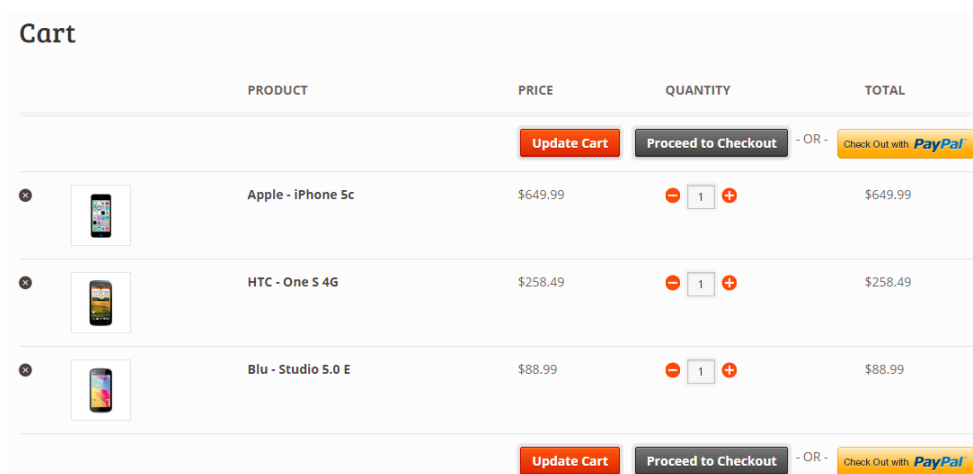 Cart
PRODUCT PRICE QUANTITY TOTAL
Update Cart Proceed to Checkout - OR - Check Out with PayPal
Apple - iPhone 5c $649.99 1 $649.99
HTC - One S 4G $258.49 1 $258.49
Blu - Studio 5.0 E $88.99 1 $88.99
Update Cart Proceed to Checkout - OR - Check Out with PayPal